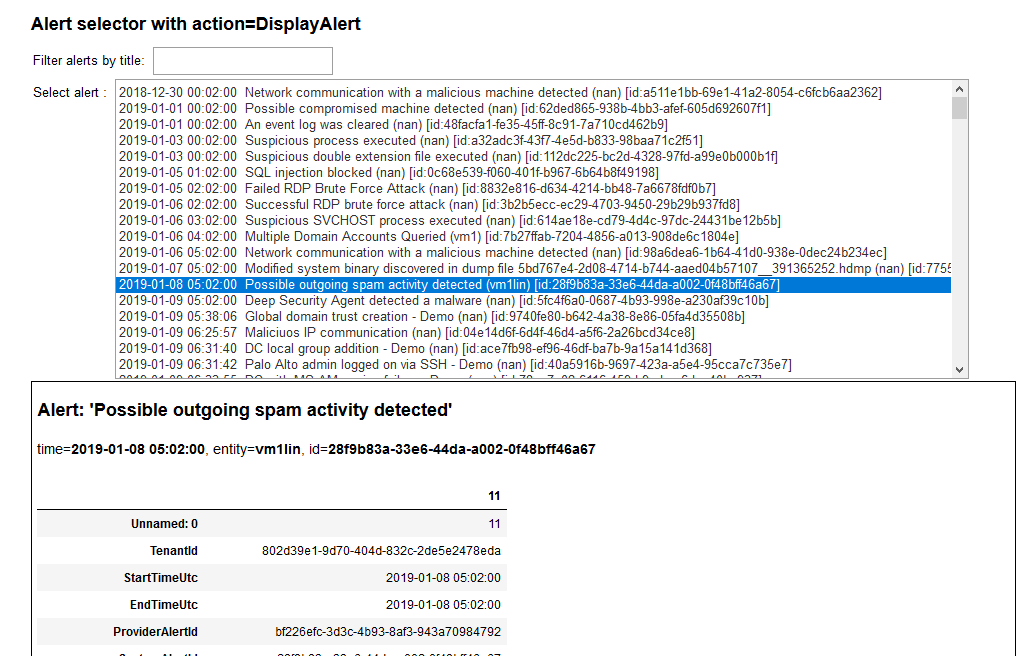 Alert selector with action=DisplayAlert
Filter alerts by title:
Select alert :
2018-12-30 00:02:00 Network communication with a malicious machine detected (nan) [id:a511e1bb-69e1-41a2-8054-c6fcb6aa2362]
2019-01-01 00:02:00 Possible compromised machine detected (nan) [id:62ded865-938b-4bb3-afef-605d692607f1]
2019-01-01 00:02:00 An event log was cleared (nan) [id:48facfa1-fe35-45ff-8c91-7a710cd462b9]
2019-01-03 00:02:00 Suspicious process executed (nan) [id:a32adc3f-43f7-4e5d-b833-98baa71c2f51]
2019-01-03 00:02:00 Suspicious double extension file executed (nan) [id:112dc225-bc2d-4328-97fd-a99e0b000b1f]
2019-01-05 01:02:00 SQL injection blocked (nan) [id:0c68e539-f060-401f-b967-6b64b8f49198]
2019-01-05 02:02:00 Failed RDP Brute Force Attack (nan) [id:8832e816-d634-4214-bb48-7a6678fdf0b7]
2019-01-06 02:02:00 Successful RDP brute force attack (nan) [id:3b2b5ecc-ec29-4703-9450-29b29b937fd8]
2019-01-06 03:02:00 Suspicious SVCHOST process executed (nan) [id:614ae18e-cd79-4d4c-97dc-24431be12b5b]
2019-01-06 04:02:00 Multiple Domain Accounts Queried (vm1) [id:7b27ffab-7204-4856-a013-908de6c1804e]
2019-01-06 05:02:00 Network communication with a malicious machine detected (nan) [id:98a6dea6-1b64-41d0-938e-0dec24b234ec]
2019-01-07 05:02:00 Modified system binary discovered in dump file 5bd767e4-2d08-4714-b744-aaed04b57107__391365252.hdmp (nan) [id:7755
2019-01-08 05:02:00 Possible outgoing spam activity detected (vm1lin) [id:28f9b83a-33e6-44da-a002-0f48bff46a67]
2019-01-09 05:02:00 Deep Security Agent detected a malware (nan) [id:5fc4f6a0-0687-4b93-998e-a230af39c10b]
2019-01-09 05:38:06 Global domain trust creation - Demo (nan) [id:9740fe80-b642-4a38-8e86-05fa4d35508b]
2019-01-09 06:25:57 Maliciuos IP communication (nan) [id:04e14d6f-6d4f-46d4-a5f6-2a26bcd34ce8]
2019-01-09 06:31:40 DC local group addition - Demo (nan) [id:ace7fb98-ef96-46df-ba7b-9a15a141d368]
2019-01-09 06:31:42 Palo Alto admin logged on via SSH - Demo (nan) [id:40a5916b-9697-423a-a5e4-95cca7c735e7]
Alert: 'Possible outgoing spam activity detected'
time=2019-01-08 05:02:00, entity=vm1lin, id=28f9b83a-33e6-44da-a002-0f48bff46a67
11
Unnamed: 0 11
TenantId 802d39e1-9d70-404d-832c-2de5e2478eda
StartTimeUtc 2019-01-08 05:02:00
EndTimeUtc 2019-01-08 05:02:00
ProviderAlertId bf226efc-3d3c-4b93-8af3-943a70984792